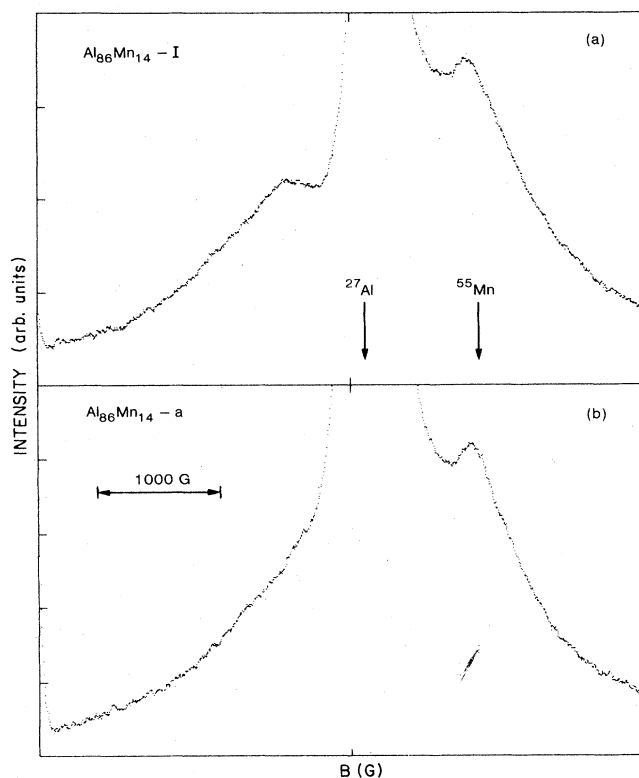 Al₈₆Mn₁₄ – I
(a)
²⁷Al
⁵⁵Mn
INTENSITY (arb. units)
Al₈₆Mn₁₄ – a
(b)
1000 G
B (G)